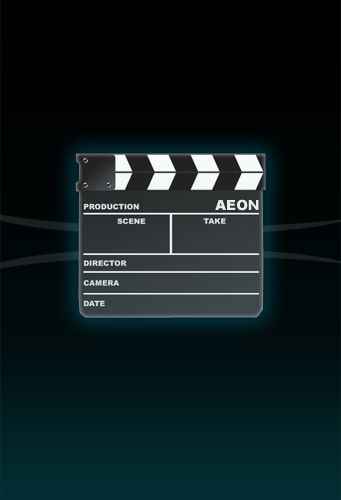 PRODUCTION AEON
SCENE TAKE
DIRECTOR
CAMERA
DATE